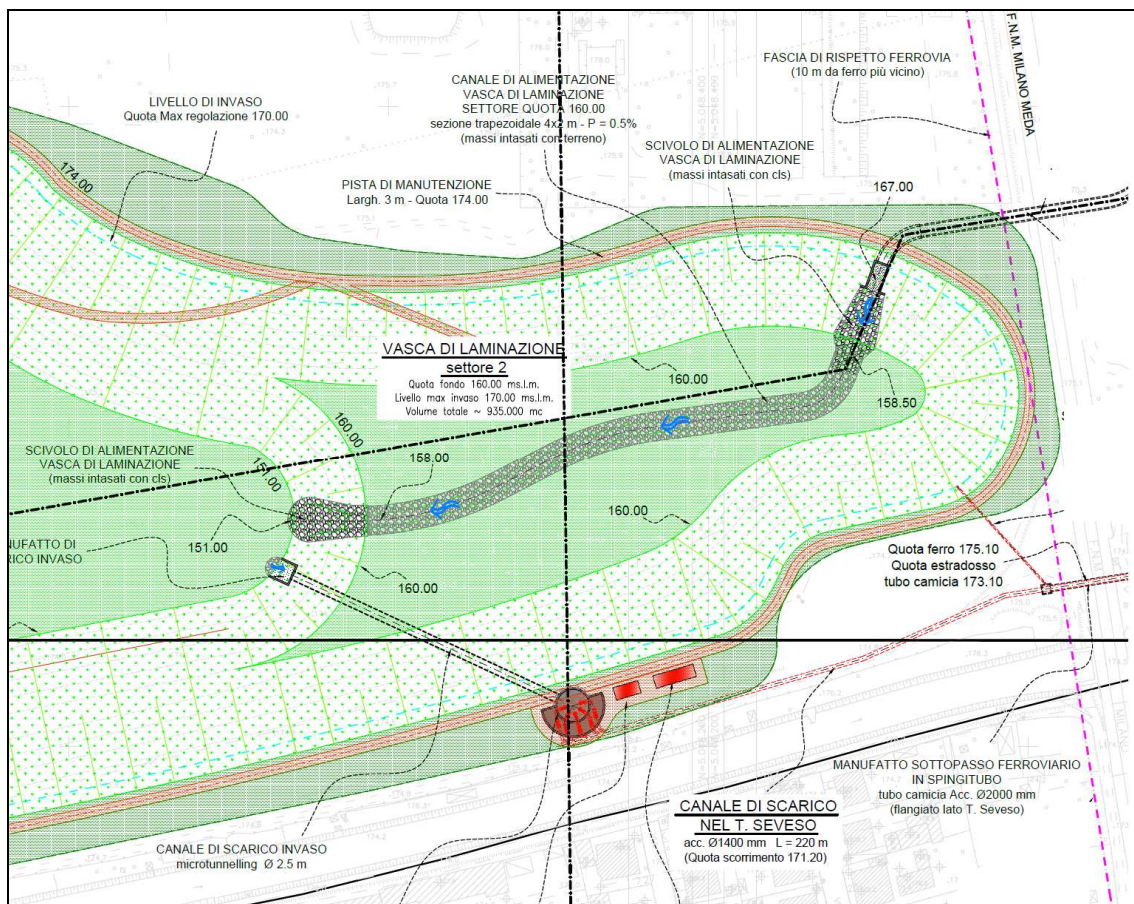 LIVELLO DI INVASO
Quota Max regolazione 170.00
CANALE DI ALIMENTAZIONE
VASCA DI LAMINAZIONE
SETTORE QUOTA 160.00
sezione trapezoidale 4x2 m - P = 0.5%
(massi intasati con terreno)
FASCIA DI RISPETTO FERROVIA
(10 m da ferro più vicino)
F.N.M. MILANO MEDA
SCIVOLO DI ALIMENTAZIONE
VASCA DI LAMINAZIONE
(massi intasati con cls)
174.00
PISTA DI MANUTENZIONE
Largh. 3 m - Quota 174.00
167.00
VASCA DI LAMINAZIONE
settore 2
Quota fondo 160.00 ms.l.m.
Livello max invaso 170.00 ms.l.m.
Volume totale ~ 935.000 mc
160.00
158.50
160.00
SCIVOLO DI ALIMENTAZIONE
VASCA DI LAMINAZIONE
(massi intasati con cls)
151.00
158.00
160.00
NUFATTO DI
RICO INVASO
151.00
160.00
Quota ferro 175.10
Quota estradosso
tubo camicia 173.10
MANUFATTO SOTTOPASSO FERROVIARIO
IN SPINGITUBO
tubo camicia Acc. Ø2000 mm
(flangiato lato T. Seveso)
CANALE DI SCARICO
NEL T. SEVESO
acc. Ø1400 mm L = 220 m
(Quota scorrimento 171.20)
CANALE DI SCARICO INVASO
microtunnelling Ø 2.5 m